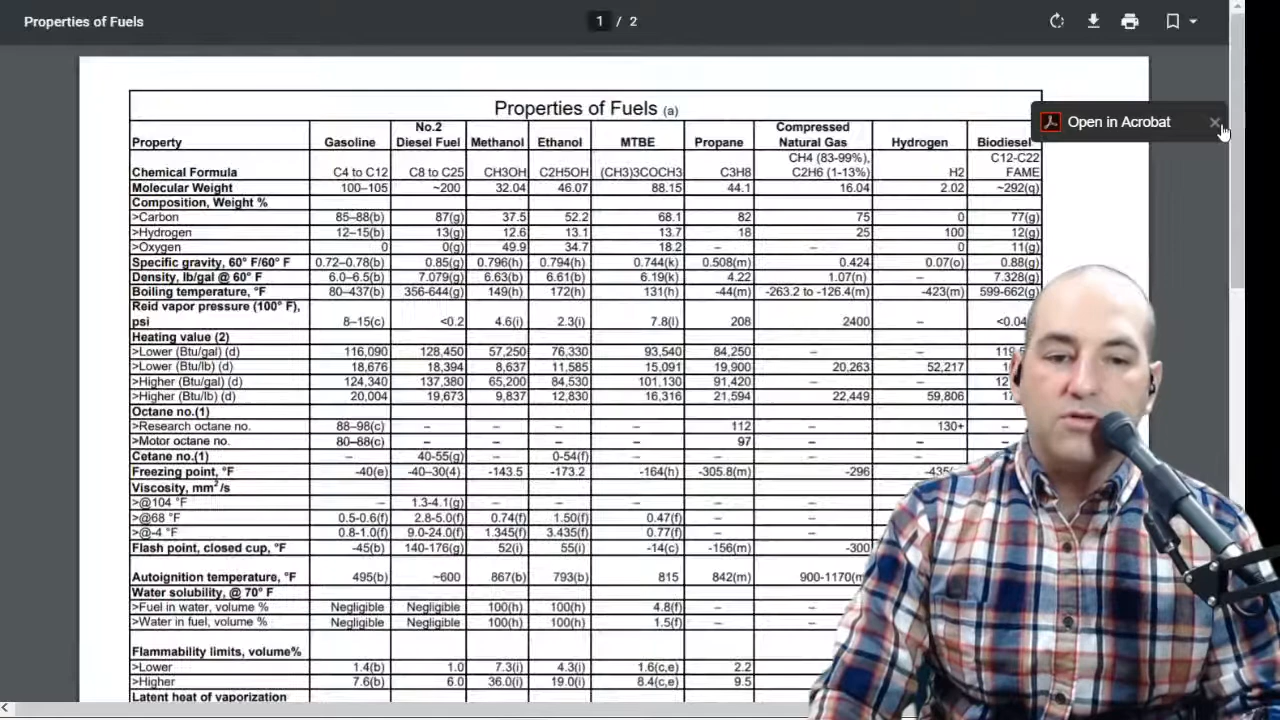 Properties of Fuels
1 / 2
Open in Acrobat
Properties of Fuels (a)
Property Gasoline No.2 Diesel Fuel Methanol Ethanol MTBE Propane Compressed Natural Gas Hydrogen Biodiesel
Chemical Formula C4 to C12 C8 to C25 CH3OH C2H5OH (CH3)3COCH3 C3H8 CH4 (83-99%), C2H6 (1-13%) H2 C12-C22 FAME
Molecular Weight 100–105 ~200 32.04 46.07 88.15 44.1 16.04 2.02 ~292(q)
Composition, Weight %
>Carbon 85–88(b) 87(g) 37.5 52.2 68.1 82 75 0 77(g)
>Hydrogen 12–15(b) 13(g) 12.6 13.1 13.7 18 25 100 12(g)
>Oxygen 0 0(g) 49.9 34.7 18.2 – – 0 11(g)
Specific gravity, 60° F/60° F 0.72–0.78(b) 0.85(g) 0.796(h) 0.794(h) 0.744(k) 0.508(m) 0.424 0.07(o) 0.88(g)
Density, lb/gal @ 60° F 6.0–6.5(b) 7.079(g) 6.63(b) 6.61(b) 6.19(k) 4.22 1.07(n) – 7.328(g)
Boiling temperature, °F 80–437(b) 356-644(g) 149(h) 172(h) 131(h) -44(m) -263.2 to -126.4(m) -423(m) 599-662(g)
Reid vapor pressure (100° F), psi 8–15(c) <0.2 4.6(i) 2.3(i) 7.8(l) 208 2400 – <0.04
Heating value (2)
>Lower (Btu/gal) (d) 116,090 128,450 57,250 76,330 93,540 84,250 – –
>Lower (Btu/lb) (d) 18,676 18,394 8,637 11,585 15,091 19,900 20,263 52,217
>Higher (Btu/gal) (d) 124,340 137,380 65,200 84,530 101,130 91,420 – –
>Higher (Btu/lb) (d) 20,004 19,673 9,837 12,830 16,316 21,594 22,449 59,806
Octane no.(1)
>Research octane no. 88–98(c) – – – – 112 – 130+
>Motor octane no. 80–88(c) – – – – 97 – –
Cetane no.(1) – 40-55(g) – 0-54(f) – – – –
Freezing point, °F -40(e) -40–30(4) -143.5 -173.2 -164(h) -305.8(m) -296
Viscosity, mm2/s
>@104 °F – 1.3-4.1(g) – – – – –
>@68 °F 0.5-0.6(f) 2.8-5.0(f) 0.74(f) 1.50(f) 0.47(f) – –
>@-4 °F 0.8-1.0(f) 9.0-24.0(f) 1.345(f) 3.435(f) 0.77(f) – –
Flash point, closed cup, °F -45(b) 140-176(g) 52(i) 55(i) -14(c) -156(m) -300
Autoignition temperature, °F 495(b) ~600 867(b) 793(b) 815 842(m) 900-1170(m
Water solubility, @ 70° F
>Fuel in water, volume % Negligible Negligible 100(h) 100(h) 4.8(f) – –
>Water in fuel, volume % Negligible Negligible 100(h) 100(h) 1.5(f) – –
Flammability limits, volume%
>Lower 1.4(b) 1.0 7.3(i) 4.3(i) 1.6(c,e) 2.2
>Higher 7.6(b) 6.0 36.0(i) 19.0(i) 8.4(c,e) 9.5
Latent heat of vaporization